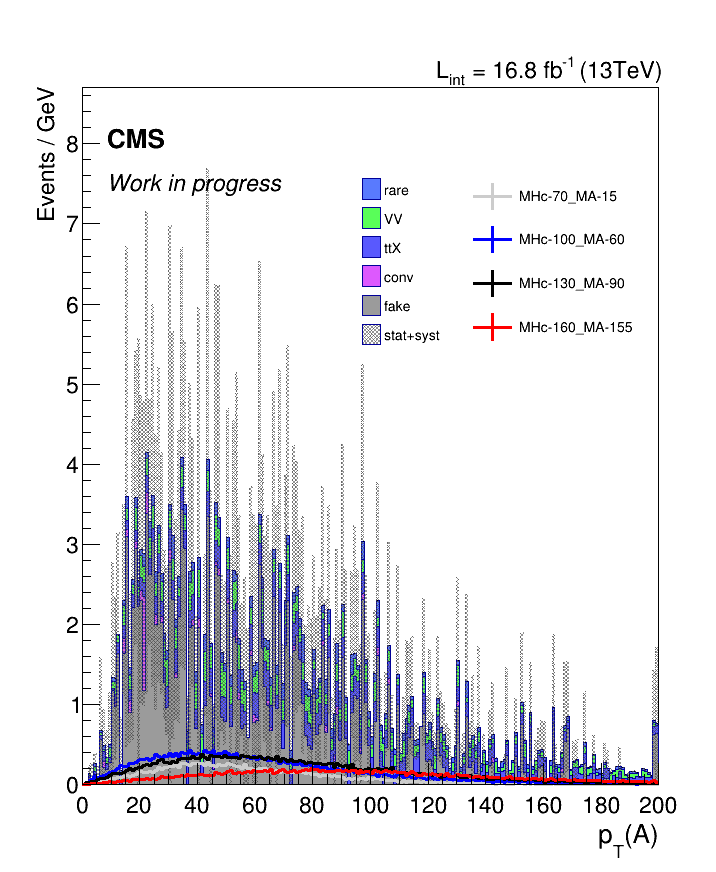 L_int = 16.8 fb^-1 (13TeV)
Events / GeV
CMS
Work in progress
rare
VV
ttX
conv
fake
stat+syst
MHc-70_MA-15
MHc-100_MA-60
MHc-130_MA-90
MHc-160_MA-155
8
7
6
5
4
3
2
1
0
0 20 40 60 80 100 120 140 160 180 200
p_T(A)